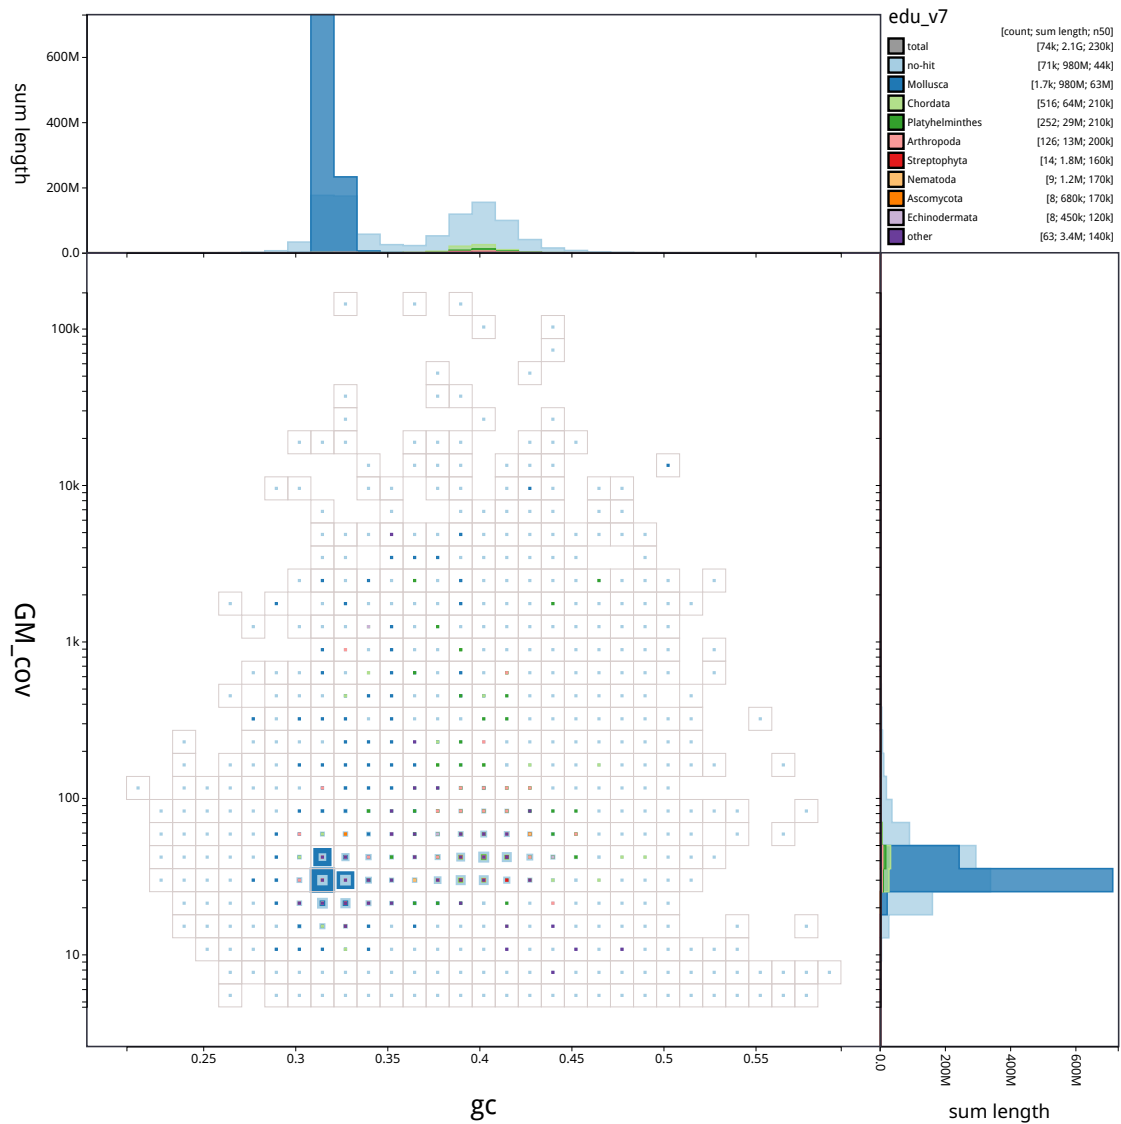 edu_v7
[count; sum length; n50]
total [74k; 2.1G; 230k]
no-hit [71k; 980M; 44k]
Mollusca [1.7k; 980M; 63M]
Chordata [516; 64M; 210k]
Platyhelminthes [252; 29M; 210k]
Arthropoda [126; 13M; 200k]
Streptophyta [14; 1.8M; 160k]
Nematoda [9; 1.2M; 170k]
Ascomycota [8; 680k; 170k]
Echinodermata [8; 450k; 120k]
other [63; 3.4M; 140k]
sum length
600M
400M
200M
0.0
GM_cov
100k
10k
1k
100
10
0.25 0.3 0.35 0.4 0.45 0.5 0.55
gc
0.0 200M 400M 600M
sum length